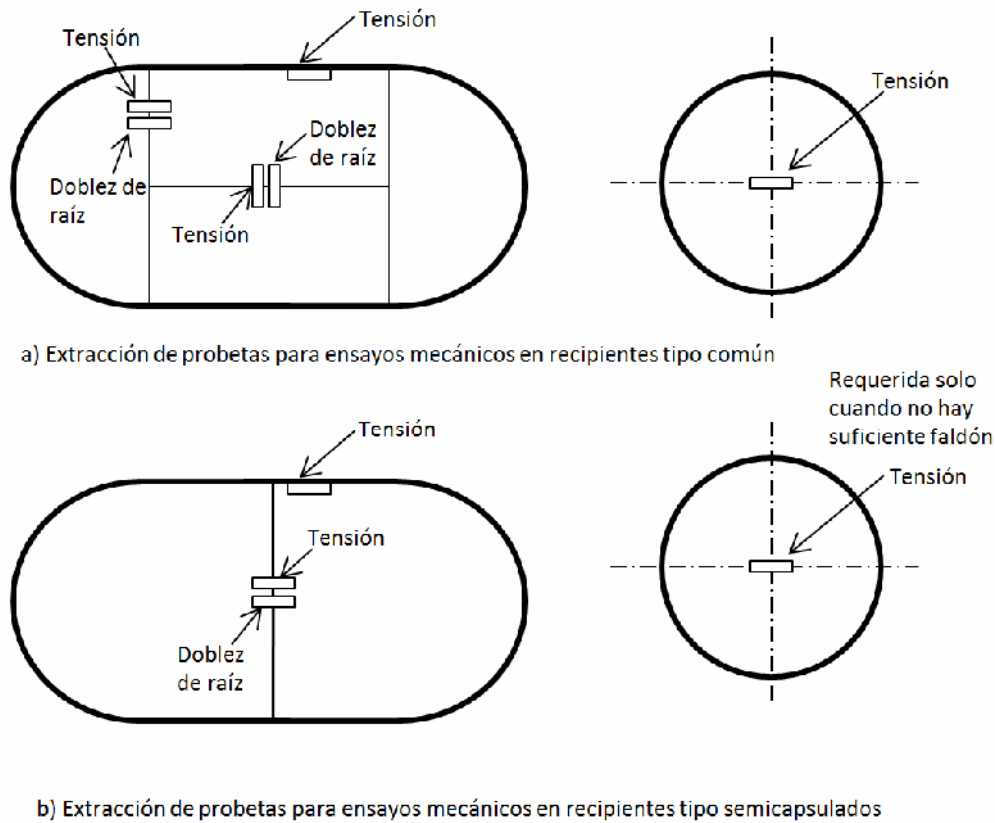 Tensión
Tensión
Doblez de
raíz
Doblez
de raíz
Tensión
Tensión
a) Extracción de probetas para ensayos mecánicos en recipientes tipo común
Tensión
Tensión
Doblez
de raíz
Requerida solo
cuando no hay
suficiente faldón
Tensión
b) Extracción de probetas para ensayos mecánicos en recipientes tipo semicapsulados